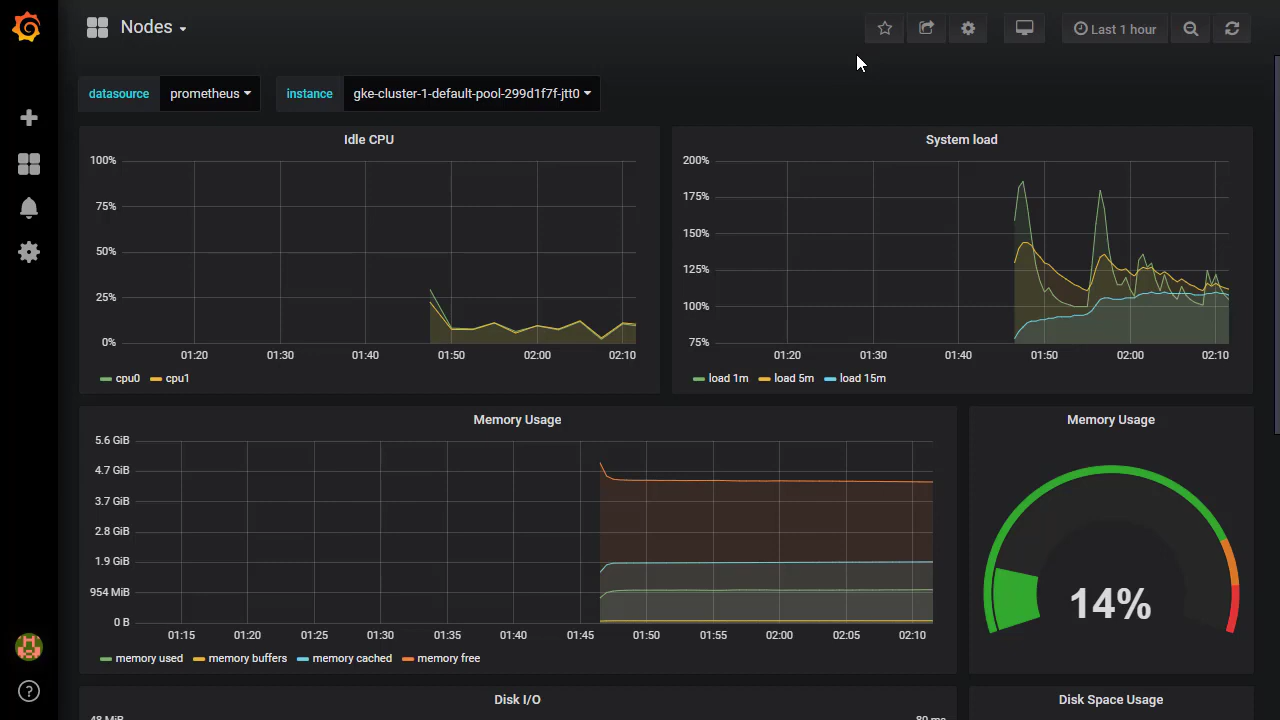 Nodes
Last 1 hour
datasource prometheus instance gke-cluster-1-default-pool-299d1f7f-jtt0
Idle CPU
100%
75%
50%
25%
0%
01:20 01:30 01:40 01:50 02:00 02:10
cpu0 cpu1
System load
200%
175%
150%
125%
100%
75%
01:20 01:30 01:40 01:50 02:00 02:10
load 1m load 5m load 15m
Memory Usage
5.6 GiB
4.7 GiB
3.7 GiB
2.8 GiB
1.9 GiB
954 MiB
0 B
01:15 01:20 01:25 01:30 01:35 01:40 01:45 01:50 01:55 02:00 02:05 02:10
memory used memory buffers memory cached memory free
Memory Usage
14%
Disk I/O
48 MiB 80 ms
Disk Space Usage